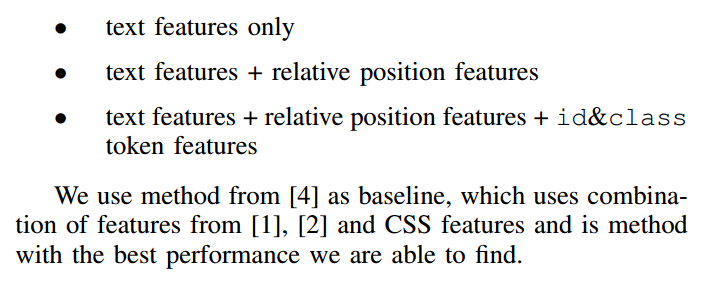 • text features only
• text features + relative position features
• text features + relative position features + id&class
token features
We use method from [4] as baseline, which uses combina-
tion of features from [1], [2] and CSS features and is method
with the best performance we are able to find.